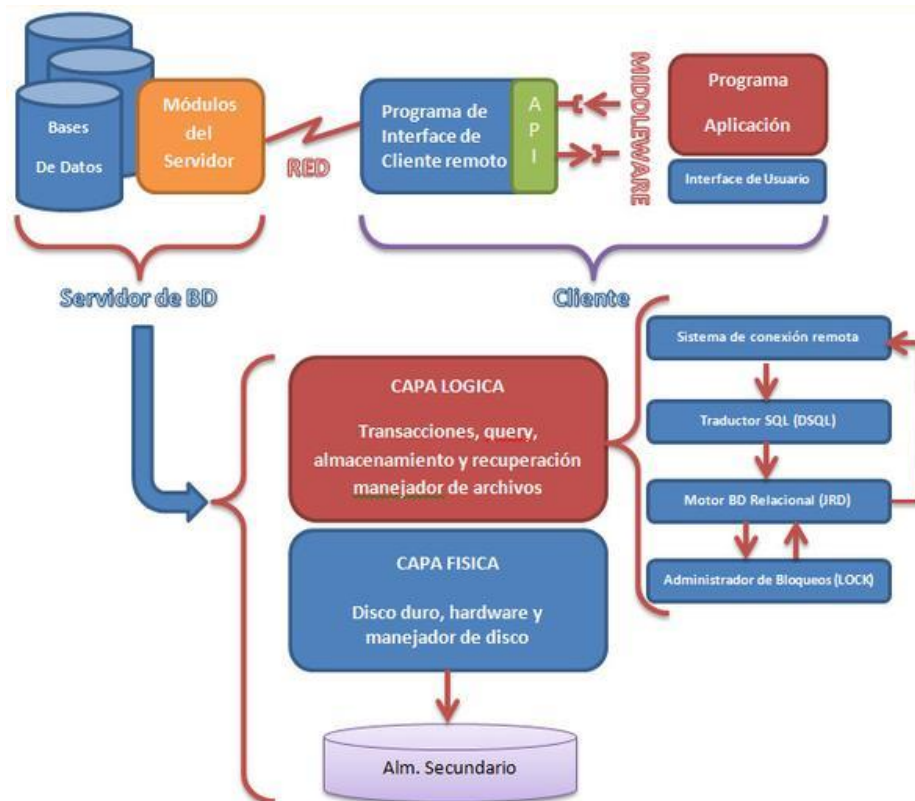 Bases
De Datos
Módulos
del
Servidor
RED
Programa de
Interface de
Cliente remoto
A
P
I
MIDDLEWARE
Programa
Aplicación
Interface de Usuario
Servidor de BD
Cliente
CAPA LOGICA
Transacciones, query,
almacenamiento y recuperación
manejador de archivos
CAPA FISICA
Disco duro, hardware y
manejador de disco
Alm. Secundario
Sistema de conexión remota
Traductor SQL (DSQL)
Motor BD Relacional (JRD)
Administrador de Bloqueos (LOCK)